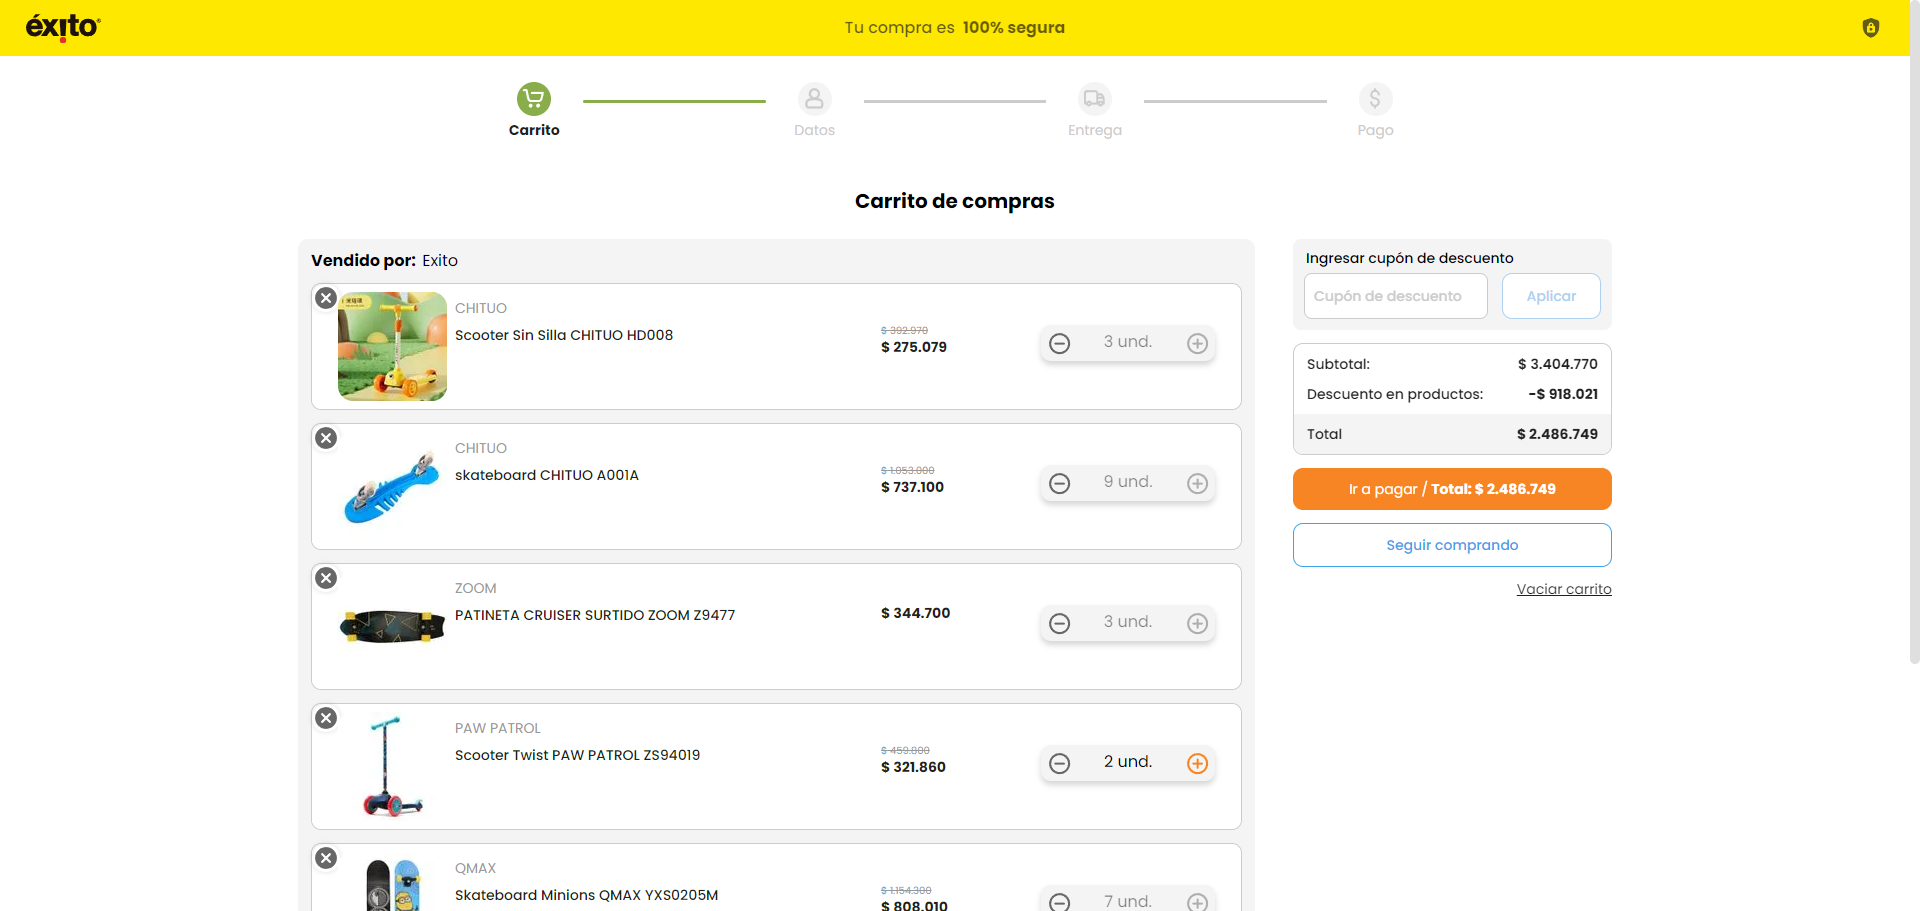 éxito
Tu compra es 100% segura
Carrito
Datos
Entrega
Pago
Carrito de compras
Vendido por: Exito
CHITUO
Scooter Sin Silla CHITUO HD008
$ 392.970
$ 275.079
3 und.
CHITUO
skateboard CHITUO A001A
$ 1.053.000
$ 737.100
9 und.
ZOOM
PATINETA CRUISER SURTIDO ZOOM Z9477
$ 344.700
3 und.
PAW PATROL
Scooter Twist PAW PATROL ZS94019
$ 459.800
$ 321.860
2 und.
QMAX
Skateboard Minions QMAX YXS0205M
$ 1.154.300
$ 808.010
7 und.
Ingresar cupón de descuento
Cupón de descuento
Aplicar
Subtotal: $ 3.404.770
Descuento en productos: -$ 918.021
Total $ 2.486.749
Ir a pagar / Total: $ 2.486.749
Seguir comprando
Vaciar carrito